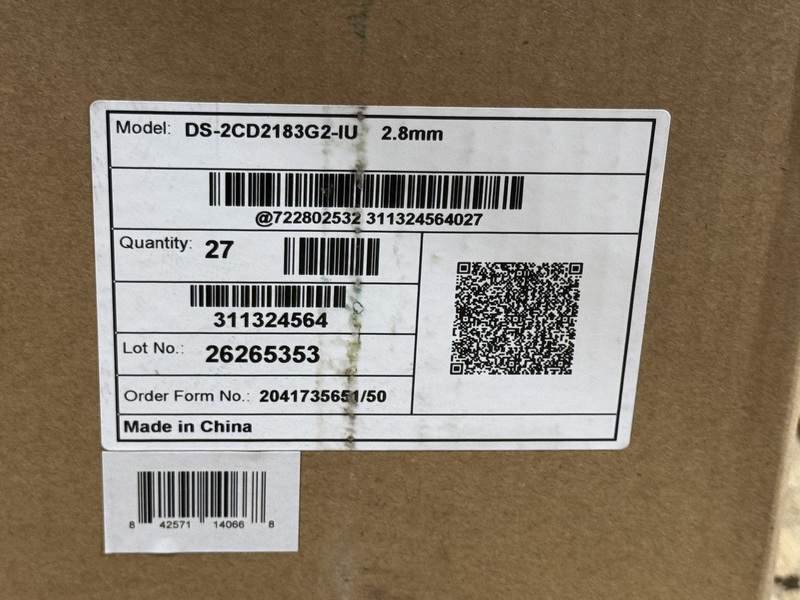 Model: DS-2CD2183G2-IU 2.8mm
@722802532 311324564027
Quantity: 27
311324564
Lot No.: 26265353
Order Form No.: 2041735651/50
Made in China
8 42571 14066 8